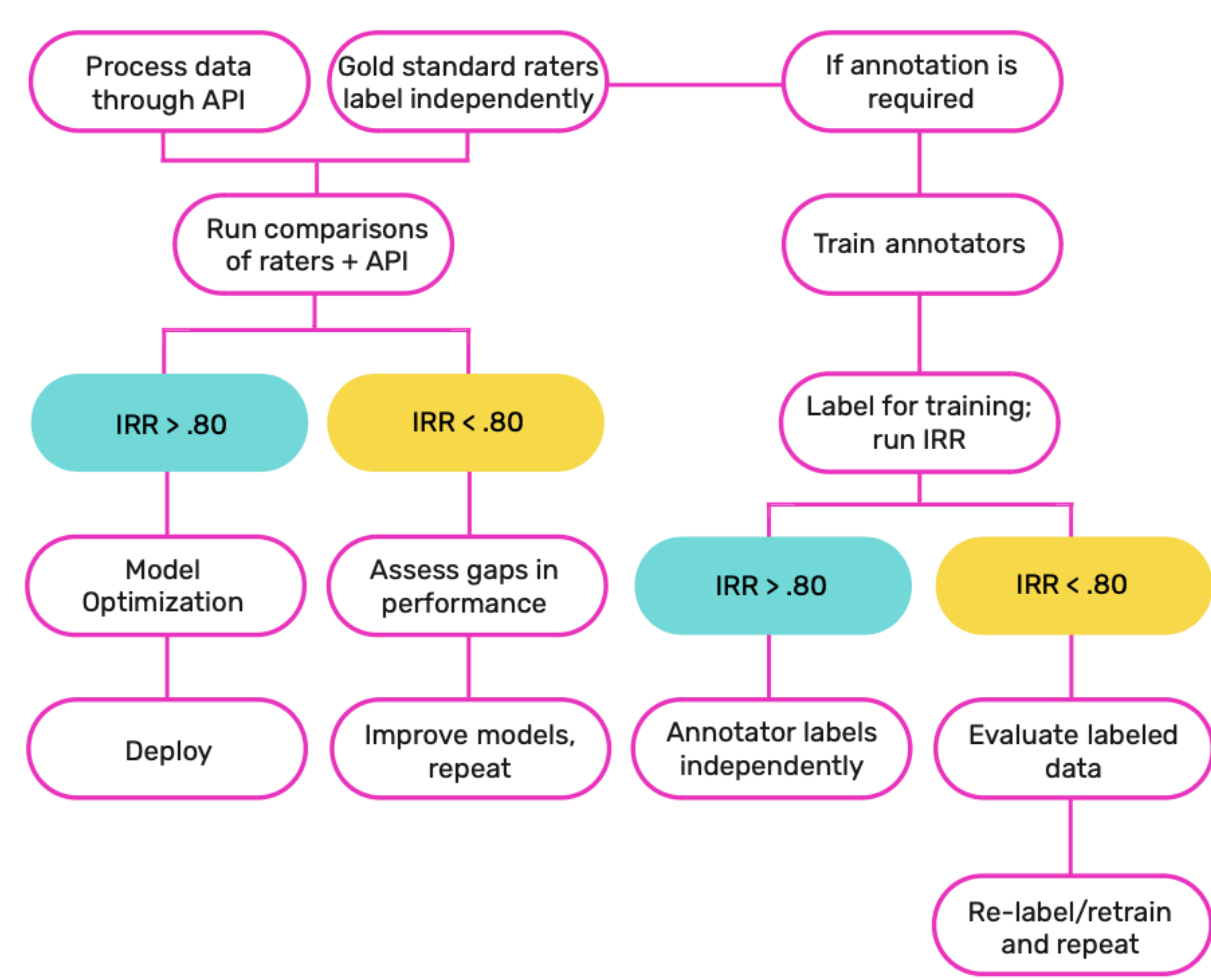 Process data
through API
Gold standard raters
label independently
If annotation is
required
Run comparisons
of raters + API
Train annotators
IRR > .80
IRR < .80
Label for training;
run IRR
Model
Optimization
Assess gaps in
performance
IRR > .80
IRR < .80
Deploy
Improve models,
repeat
Annotator labels
independently
Evaluate labeled
data
Re-label/retrain
and repeat